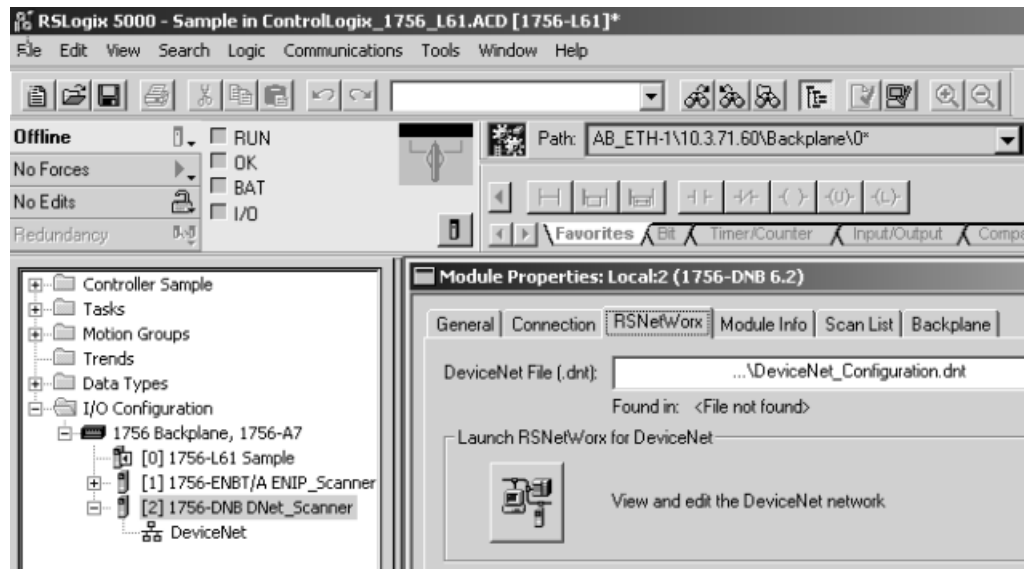 RSLogix 5000 - Sample in ControlLogix_1756_L61.ACD [1756-L61]*
File Edit View Search Logic Communications Tools Window Help
Offline
RUN
No Forces
OK
No Edits
BAT
Redundancy
I/O
Path: AB_ETH-1\10.3.71.60\Backplane\0*
Favorites Bit Timer/Counter Input/Output Compa
Controller Sample
Tasks
Motion Groups
Trends
Data Types
I/O Configuration
1756 Backplane, 1756-A7
[0] 1756-L61 Sample
[1] 1756-ENBT/A ENIP_Scanner
[2] 1756-DNB DNet_Scanner
DeviceNet
Module Properties: Local:2 (1756-DNB 6.2)
General Connection RSNetWorx Module Info Scan List Backplane
DeviceNet File (.dnt): ...\DeviceNet_Configuration.dnt
Found in: <File not found>
Launch RSNetWorx for DeviceNet
View and edit the DeviceNet network